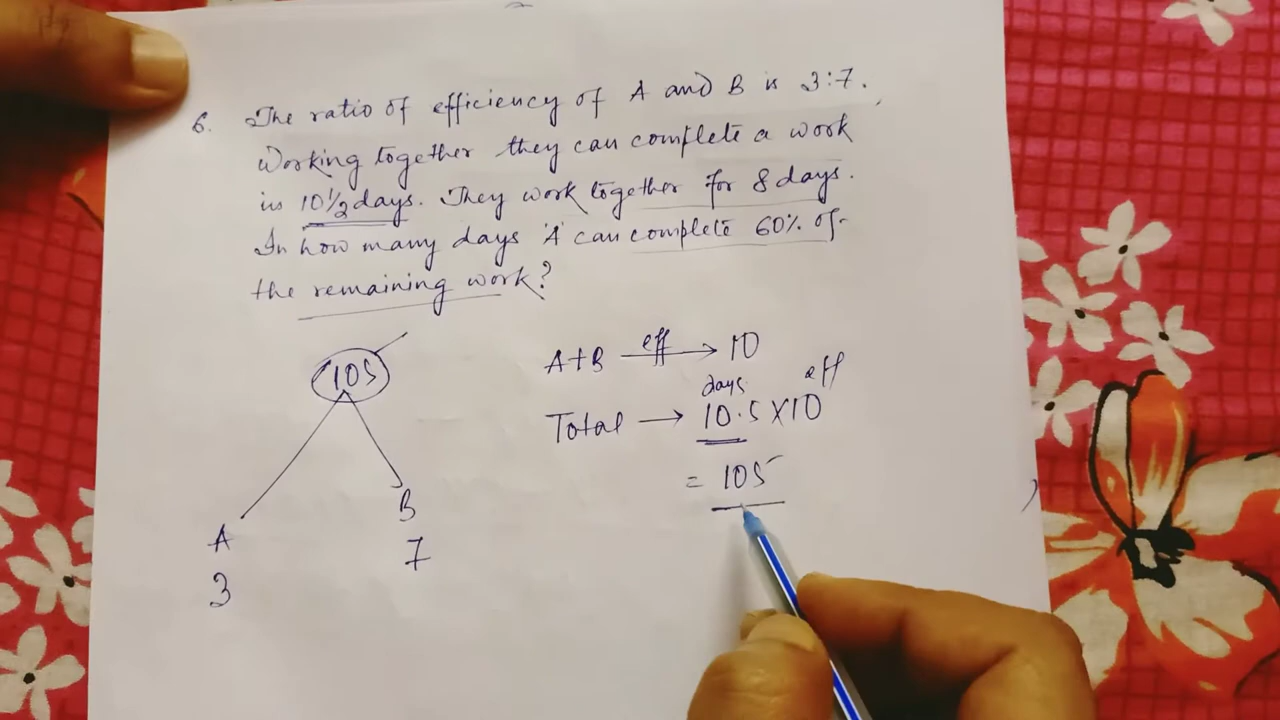 6. The ratio of efficiency of A and B is 3:7.
Working together they can complete a work
in 10 1/2 days. They work together for 8 days.
In how many days 'A' can complete 60% of
the remaining work?
105
A
3
B
7
A+B eff → 10
days eff
Total → 10.5 X 10
= 105